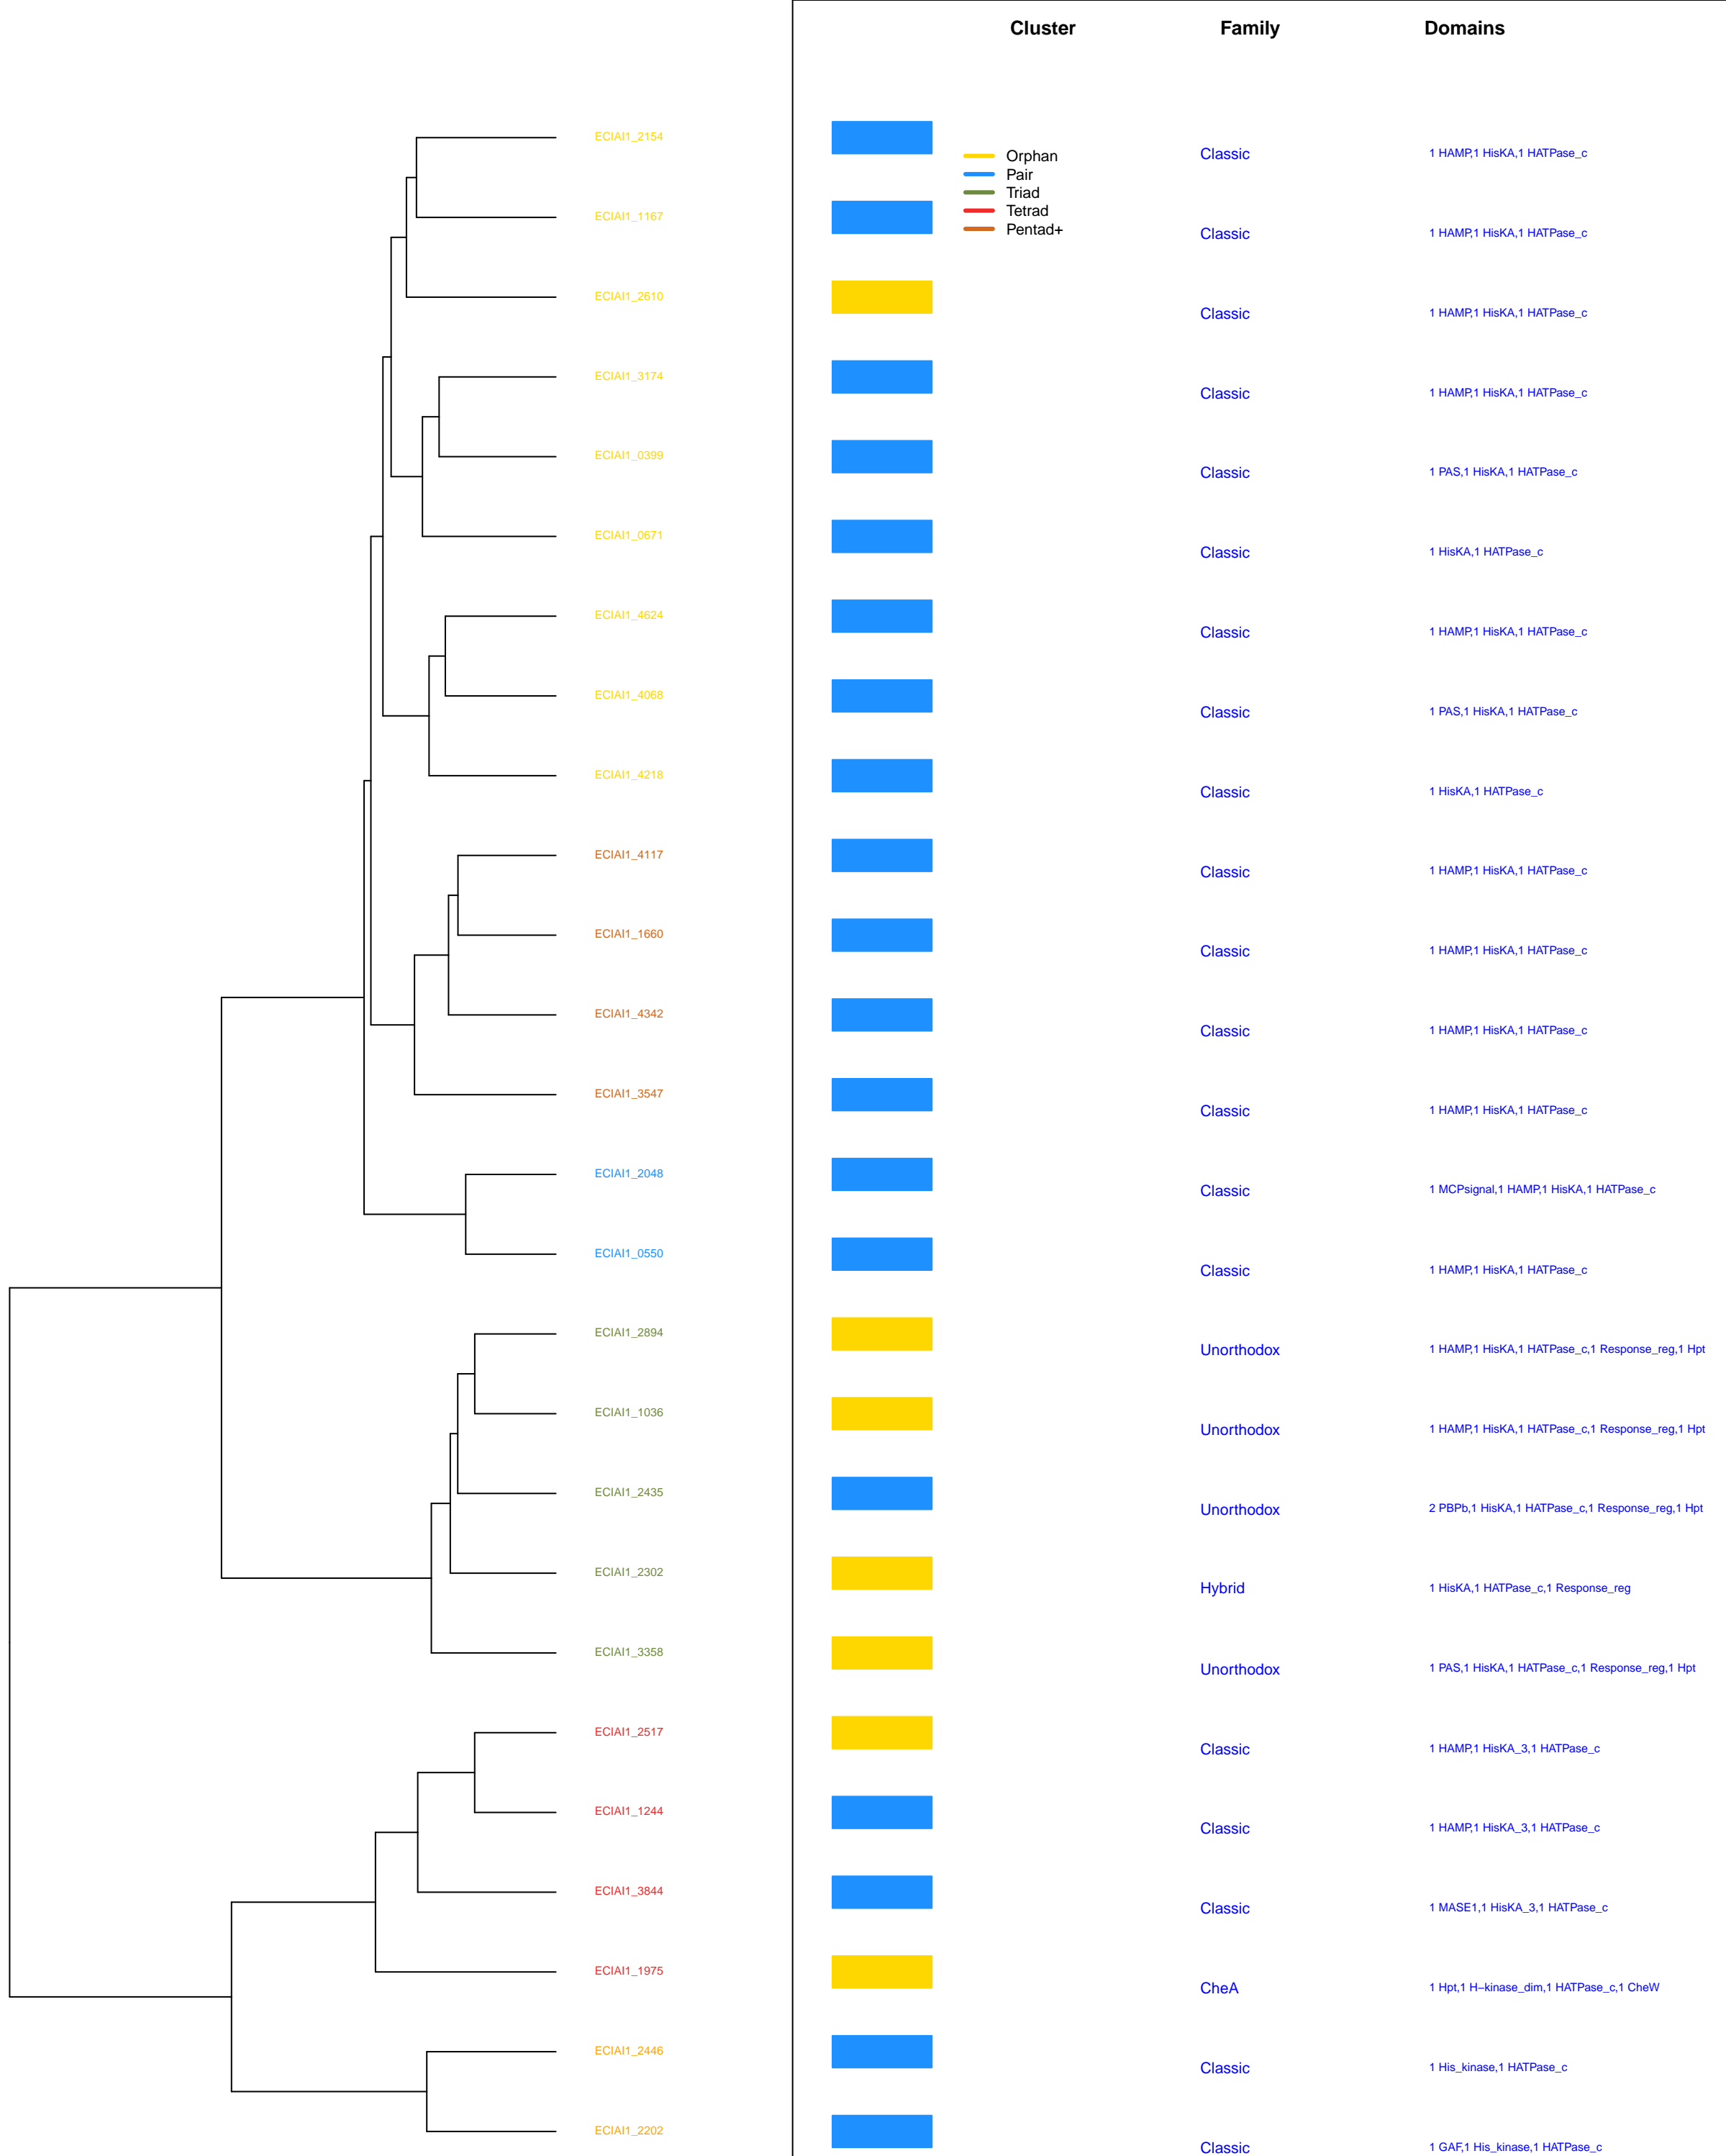 Cluster Family Domains
ECIAI1_2154
Orphan
Classic 1 HAMP,1 HisKA,1 HATPase_c
Pair
Triad
Tetrad
ECIAI1_1167
Pentad+
Classic 1 HAMP,1 HisKA,1 HATPase_c
ECIAI1_2610
Classic 1 HAMP,1 HisKA,1 HATPase_c
ECIAI1_3174
Classic 1 HAMP,1 HisKA,1 HATPase_c
ECIAI1_0399
Classic 1 PAS,1 HisKA,1 HATPase_c
ECIAI1_0671
Classic 1 HisKA,1 HATPase_c
ECIAI1_4624
Classic 1 HAMP,1 HisKA,1 HATPase_c
ECIAI1_4068
Classic 1 PAS,1 HisKA,1 HATPase_c
ECIAI1_4218
Classic 1 HisKA,1 HATPase_c
ECIAI1_4117
Classic 1 HAMP,1 HisKA,1 HATPase_c
ECIAI1_1660
Classic 1 HAMP,1 HisKA,1 HATPase_c
ECIAI1_4342
Classic 1 HAMP,1 HisKA,1 HATPase_c
ECIAI1_3547
Classic 1 HAMP,1 HisKA,1 HATPase_c
ECIAI1_2048
Classic 1 MCPsignal,1 HAMP,1 HisKA,1 HATPase_c
ECIAI1_0550
Classic 1 HAMP,1 HisKA,1 HATPase_c
ECIAI1_2894
Unorthodox 1 HAMP,1 HisKA,1 HATPase_c,1 Response_reg,1 Hpt
ECIAI1_1036
Unorthodox 1 HAMP,1 HisKA,1 HATPase_c,1 Response_reg,1 Hpt
ECIAI1_2435
Unorthodox 2 PBPb,1 HisKA,1 HATPase_c,1 Response_reg,1 Hpt
ECIAI1_2302
Hybrid 1 HisKA,1 HATPase_c,1 Response_reg
ECIAI1_3358
Unorthodox 1 PAS,1 HisKA,1 HATPase_c,1 Response_reg,1 Hpt
ECIAI1_2517
Classic 1 HAMP,1 HisKA_3,1 HATPase_c
ECIAI1_1244
Classic 1 HAMP,1 HisKA_3,1 HATPase_c
ECIAI1_3844
Classic 1 MASE1,1 HisKA_3,1 HATPase_c
ECIAI1_1975
CheA 1 Hpt,1 H−kinase_dim,1 HATPase_c,1 CheW
ECIAI1_2446
Classic 1 His_kinase,1 HATPase_c
ECIAI1_2202
Classic 1 GAF,1 His_kinase,1 HATPase_c